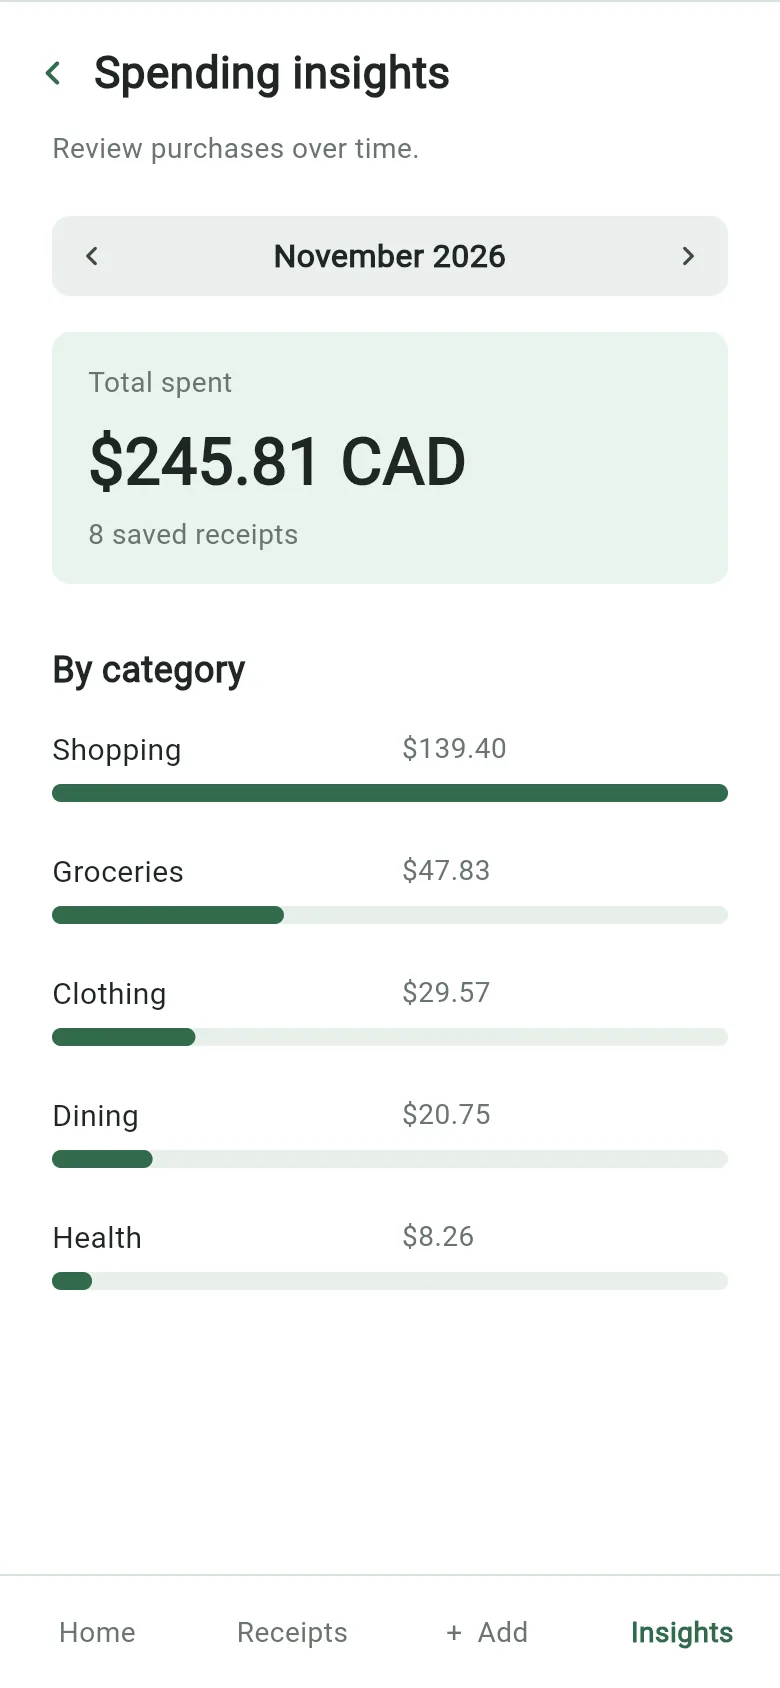 Spending insights
Review purchases over time.
November 2026
Total spent
$245.81 CAD
8 saved receipts
By category
Shopping $139.40
Groceries $47.83
Clothing $29.57
Dining $20.75
Health $8.26
Home Receipts + Add Insights